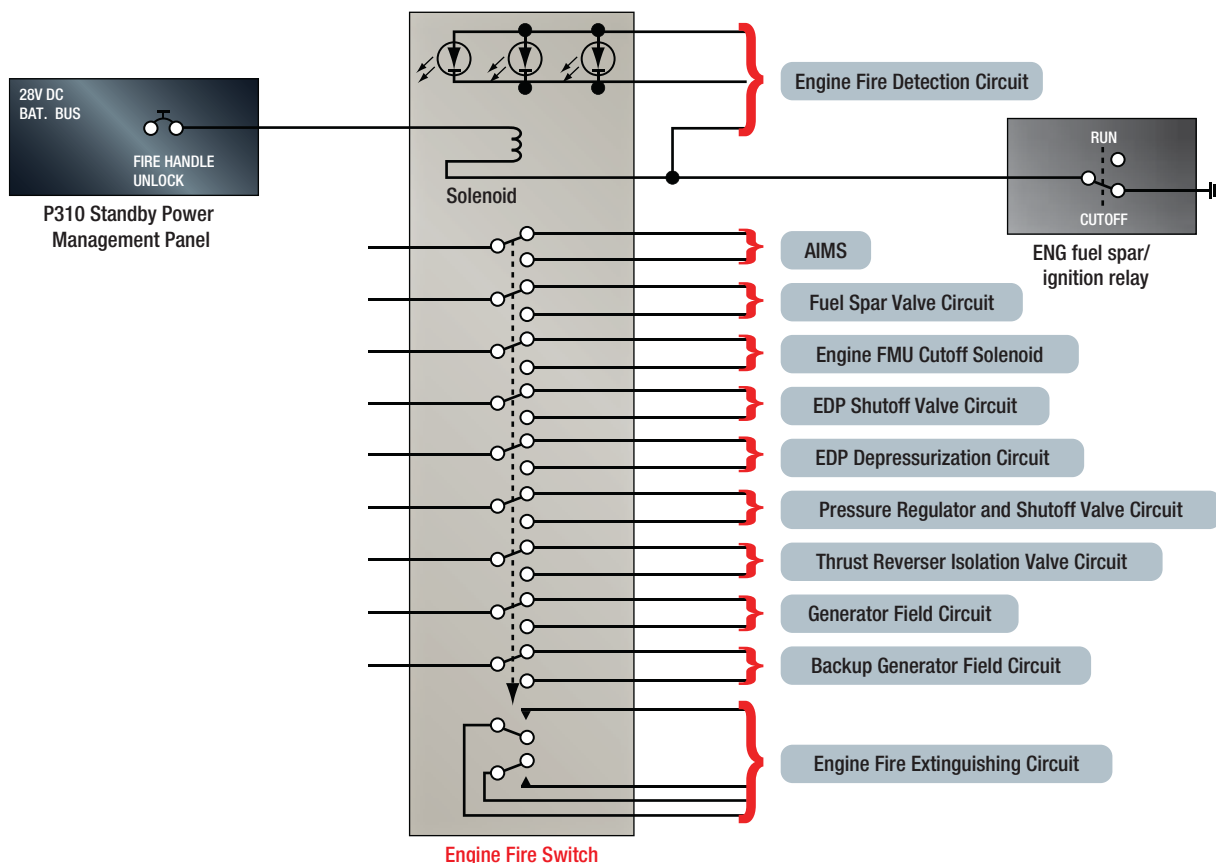 28V DC
BAT. BUS
FIRE HANDLE
UNLOCK
P310 Standby Power
Management Panel
Solenoid
Engine Fire Detection Circuit
RUN
CUTOFF
ENG fuel spar/
ignition relay
AIMS
Fuel Spar Valve Circuit
Engine FMU Cutoff Solenoid
EDP Shutoff Valve Circuit
EDP Depressurization Circuit
Pressure Regulator and Shutoff Valve Circuit
Thrust Reverser Isolation Valve Circuit
Generator Field Circuit
Backup Generator Field Circuit
Engine Fire Extinguishing Circuit
Engine Fire Switch